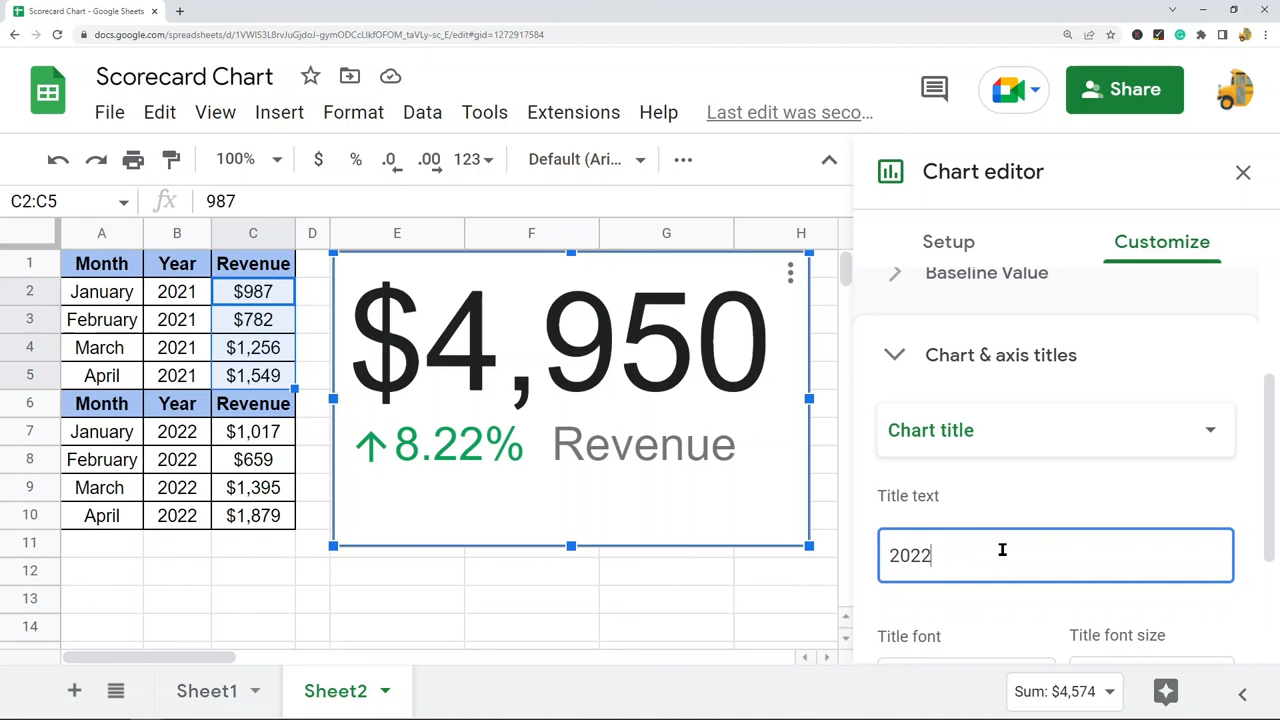 Scorecard Chart - Google Sheets
docs.google.com/spreadsheets/d/1VWIS3L8rvJuGjdoJ-gymODCcLlkfOFOM_taVLy-sc_E/edit#gid=1272917584
Scorecard Chart
Share
File Edit View Insert Format Data Tools Extensions Help Last edit was seco...
100% $ % .0 .00 123 Default (Ari...
C2:C5 fx 987
A B C D E F G H
1 Month Year Revenue
2 January 2021 $987
3 February 2021 $782
4 March 2021 $1,256
5 April 2021 $1,549
6 Month Year Revenue
7 January 2022 $1,017
8 February 2022 $659
9 March 2022 $1,395
10 April 2022 $1,879
11
12
13
14
$4,950
8.22% Revenue
Chart editor
Setup Customize
Baseline Value
Chart & axis titles
Chart title
Title text
2022
Title font Title font size
Sheet1 Sheet2 Sum: $4,574